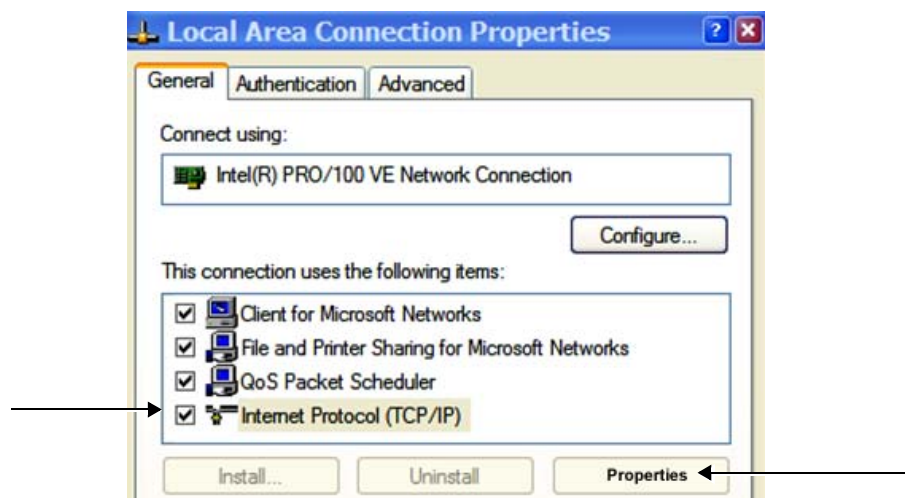 Local Area Connection Properties ?
General Authentication Advanced
Connect using:
Intel(R) PRO/100 VE Network Connection
Configure...
This connection uses the following items:
Client for Microsoft Networks
File and Printer Sharing for Microsoft Networks
QoS Packet Scheduler
Internet Protocol (TCP/IP)
Install... Uninstall Properties